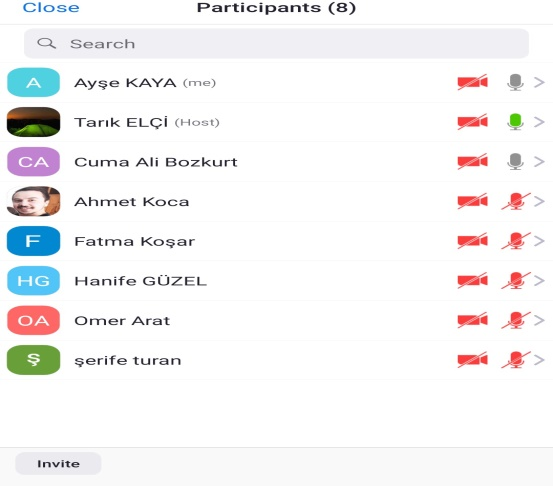 Close Participants (8)
Search
A Ayşe KAYA (me)
Tarık ELÇİ (Host)
CA Cuma Ali Bozkurt
Ahmet Koca
F Fatma Koşar
HG Hanife GÜZEL
OA Omer Arat
Ş şerife turan
Invite